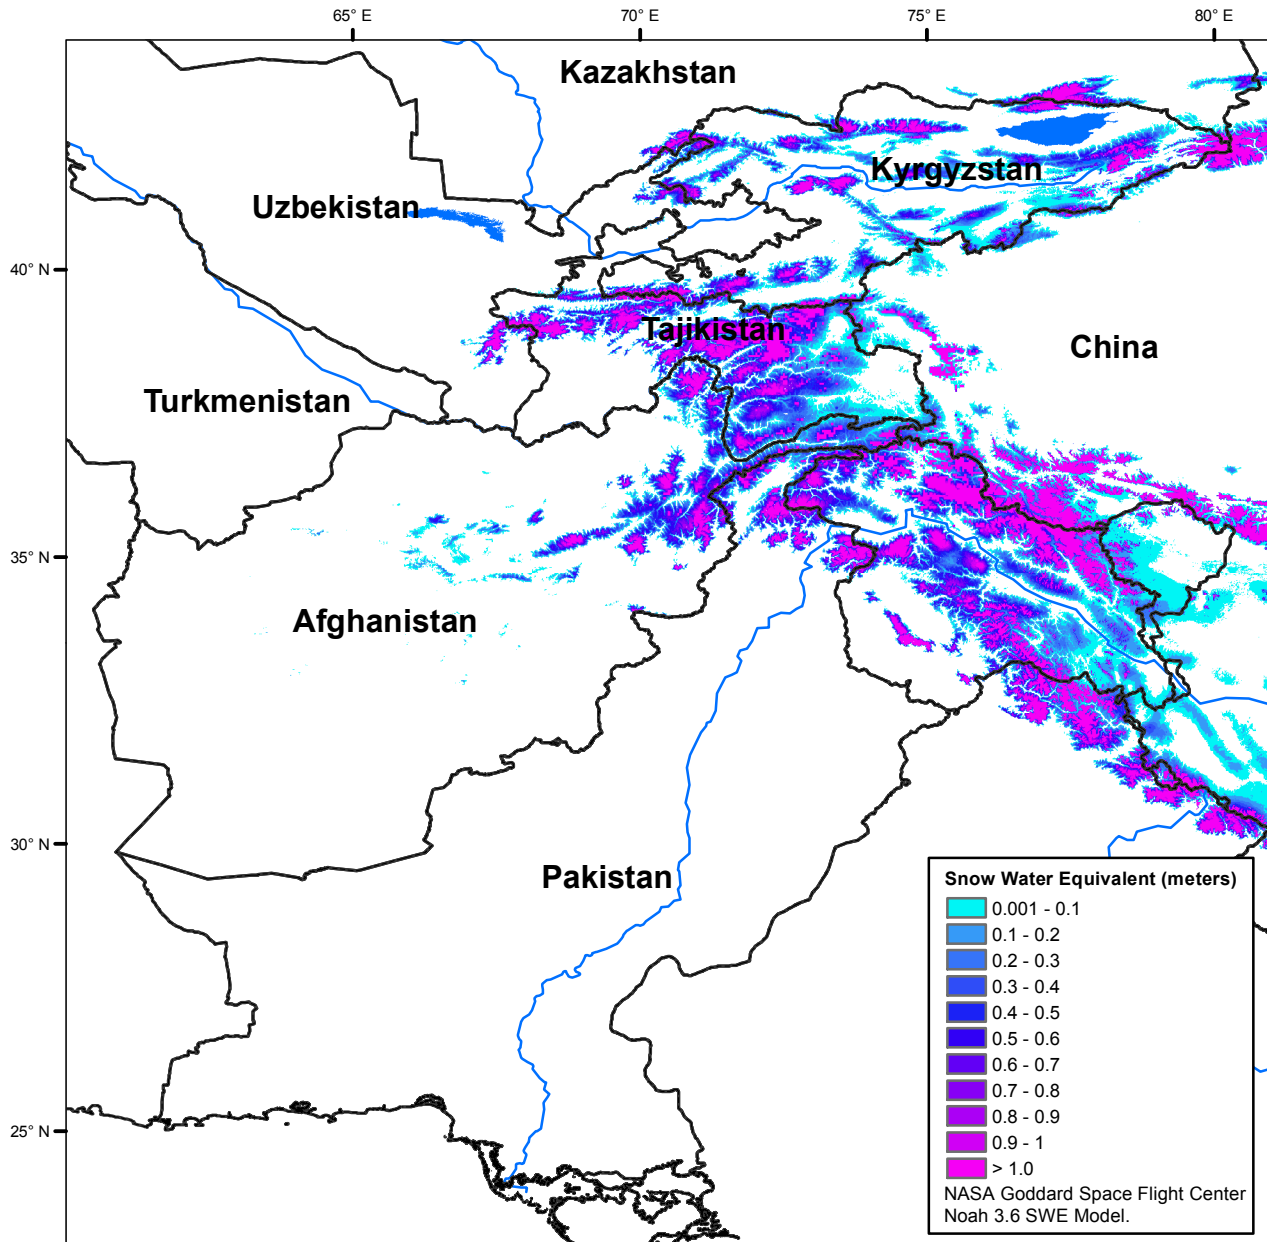 65° E
70° E
75° E
80° E
Kazakhstan
Kyrgyzstan
Uzbekistan
40° N
Tajikistan
China
Turkmenistan
35° N
Afghanistan
30° N
Pakistan
25° N
Snow Water Equivalent (meters)
0.001 - 0.1
0.1 - 0.2
0.2 - 0.3
0.3 - 0.4
0.4 - 0.5
0.5 - 0.6
0.6 - 0.7
0.7 - 0.8
0.8 - 0.9
0.9 - 1
> 1.0
NASA Goddard Space Flight Center
Noah 3.6 SWE Model.